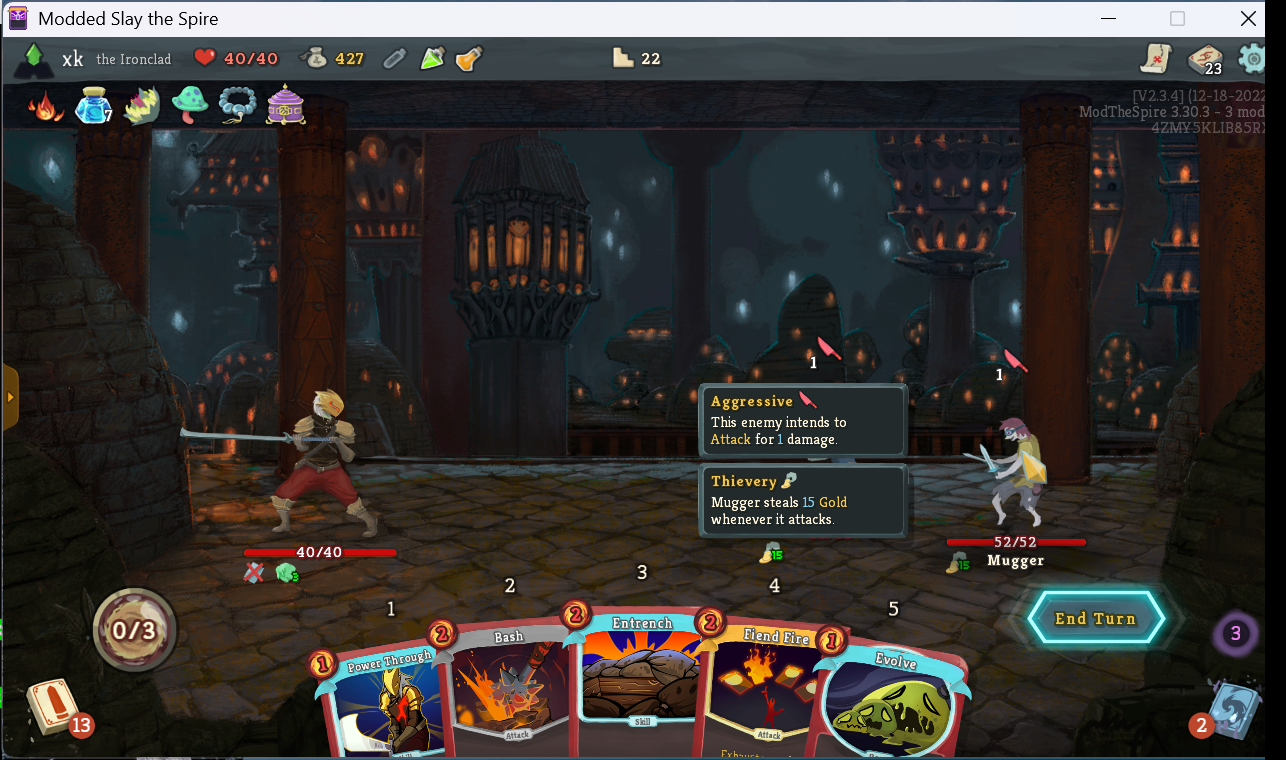 Modded Slay the Spire
xk the Ironclad 40/40 427 22 23
7
[V2.3.4] (12-18-2022
ModTheSpire 3.30.3 - 3 mod
4ZMY5KLIB85R
1
1
Aggressive
This enemy intends to
Attack for 1 damage.
Thievery
Mugger steals 15 Gold
whenever it attacks.
40/40
3
15
52/52
15
Mugger
1 2 3 4 5
0/3
End Turn
3
1 Power Through
2 Bash
2 Entrench
2 Fiend Fire
1 Evolve
Attack
Skill
Attack
Exhaust
13
2